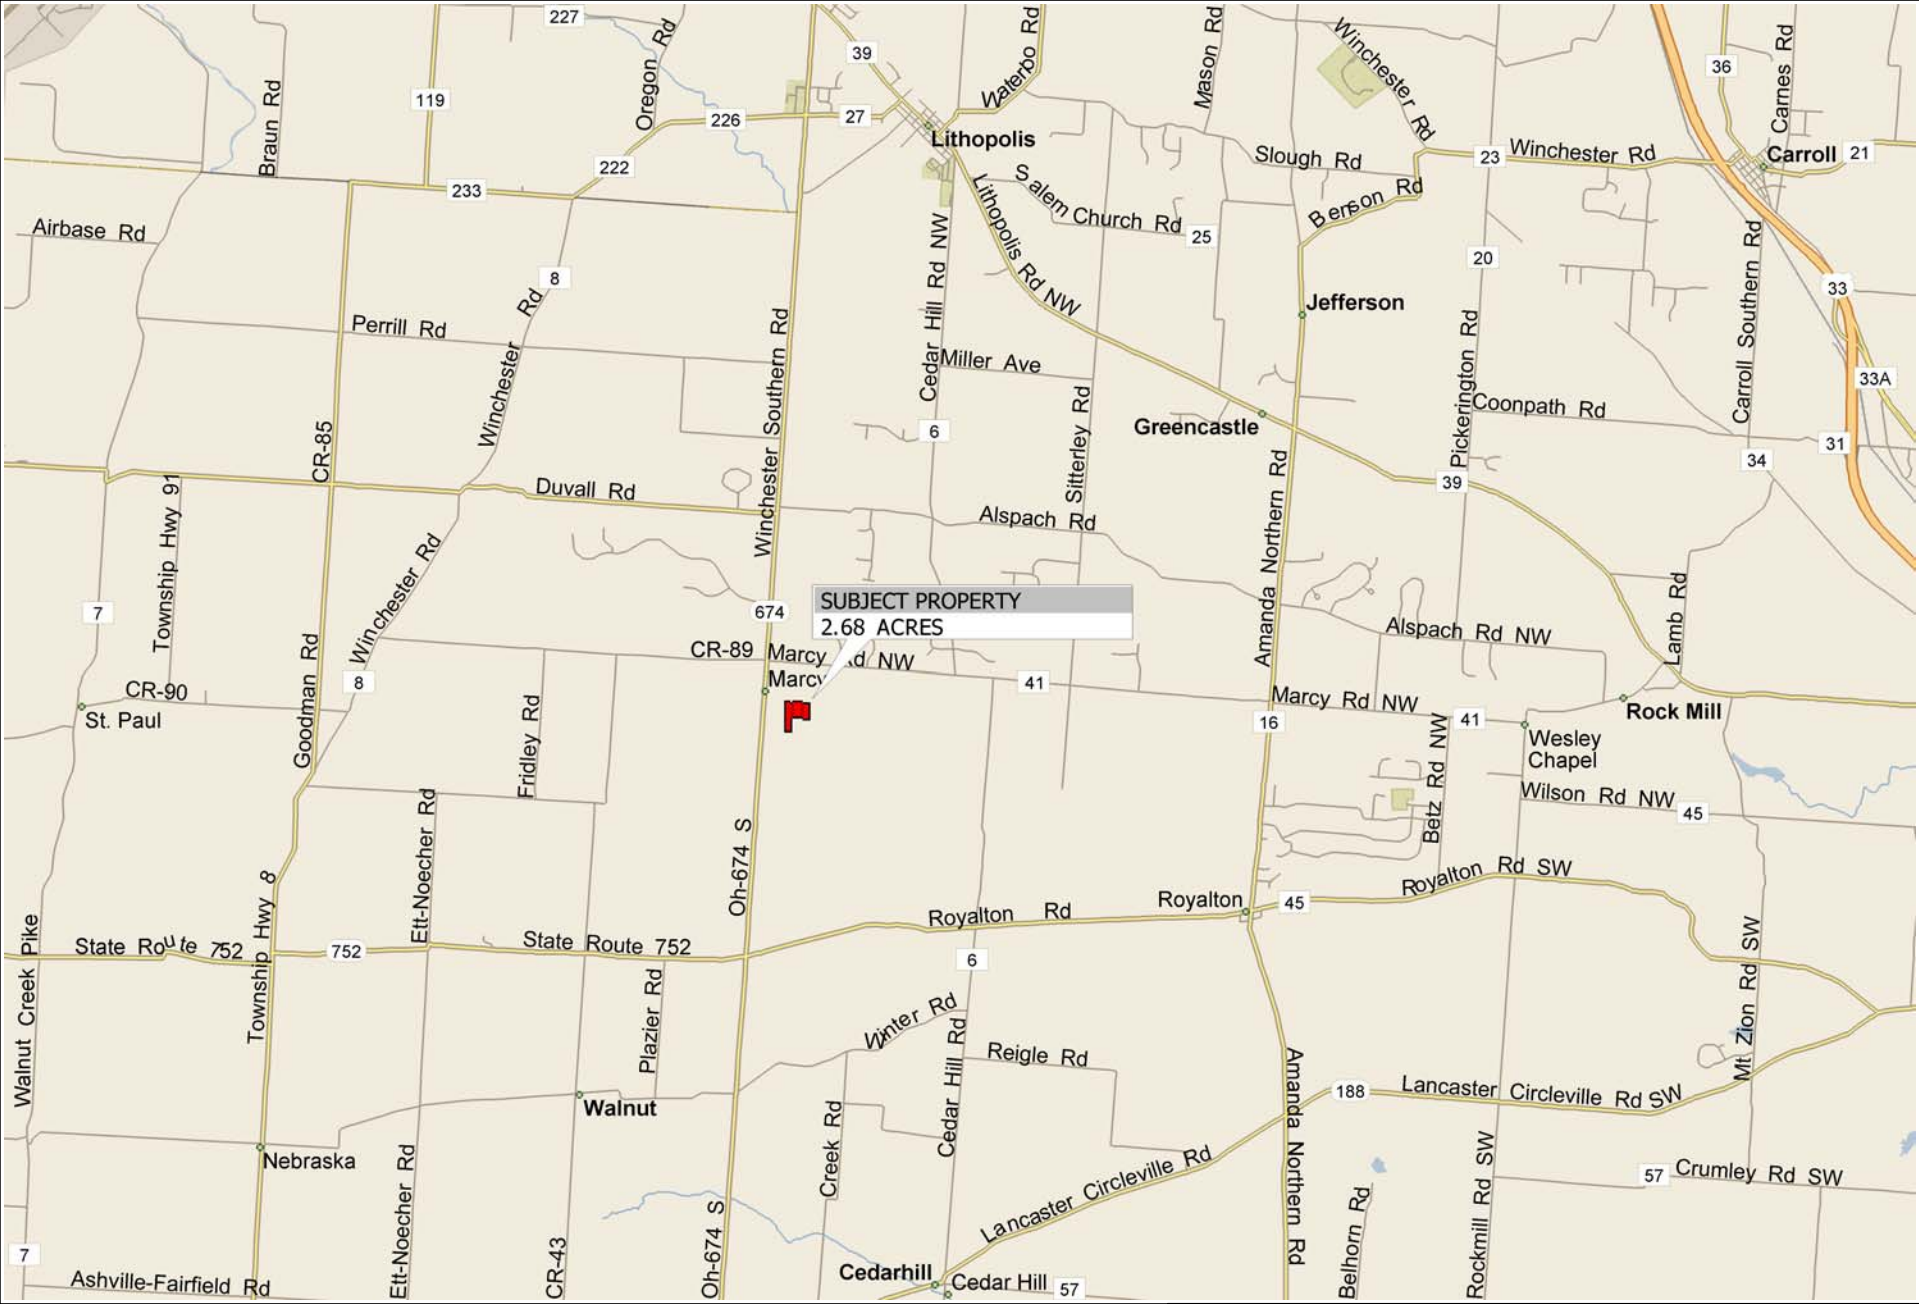 227
39
Waterloo Rd
Mason Rd
Winchester Rd
36
Carnes Rd
Braun Rd
119
Oregon Rd
226
27
Lithopolis
Slough Rd
23
Winchester Rd
Carroll
21
222
233
Salem Church Rd
25
Benson Rd
Airbase Rd
8
Lithopolis Rd NW
Cedar Hill Rd NW
20
33
Jefferson
Perrill Rd
Winchester Rd
Winchester Southern Rd
Miller Ave
Pickerington Rd
Carroll Southern Rd
33A
Coonpath Rd
Greencastle
6
Sitterley Rd
31
34
CR-85
39
Duvall Rd
Township Hwy 91
Alspach Rd
Amanda Northern Rd
Winchester Rd
SUBJECT PROPERTY
2.68 ACRES
7
674
Lamb Rd
Alspach Rd NW
CR-89
Marcy Rd NW
Marcy
41
8
CR-90
St. Paul
Goodman Rd
Fridley Rd
Marcy Rd NW
16
41
Rock Mill
Wesley
Chapel
Betz Rd NW
Wilson Rd NW
45
Ett-Noecher Rd
Oh-674 S
Royalton Rd SW
Royalton
45
Royalton Rd
Township Hwy 8
State Route 752
752
State Route 752
Walnut Creek Pike
6
Plazier Rd
Mt Zion Rd SW
Winter Rd
Reigle Rd
Cedar Hill Rd
188
Lancaster Circleville Rd SW
Walnut
Amanda Northern Rd
Creek Rd
Nebraska
Ett-Noecher Rd
Rockmill Rd SW
57
Crumley Rd SW
Lancaster Circleville Rd
Belhorn Rd
Oh-674 S
CR-43
7
Ashville-Fairfield Rd
Cedarhill
Cedar Hill
57